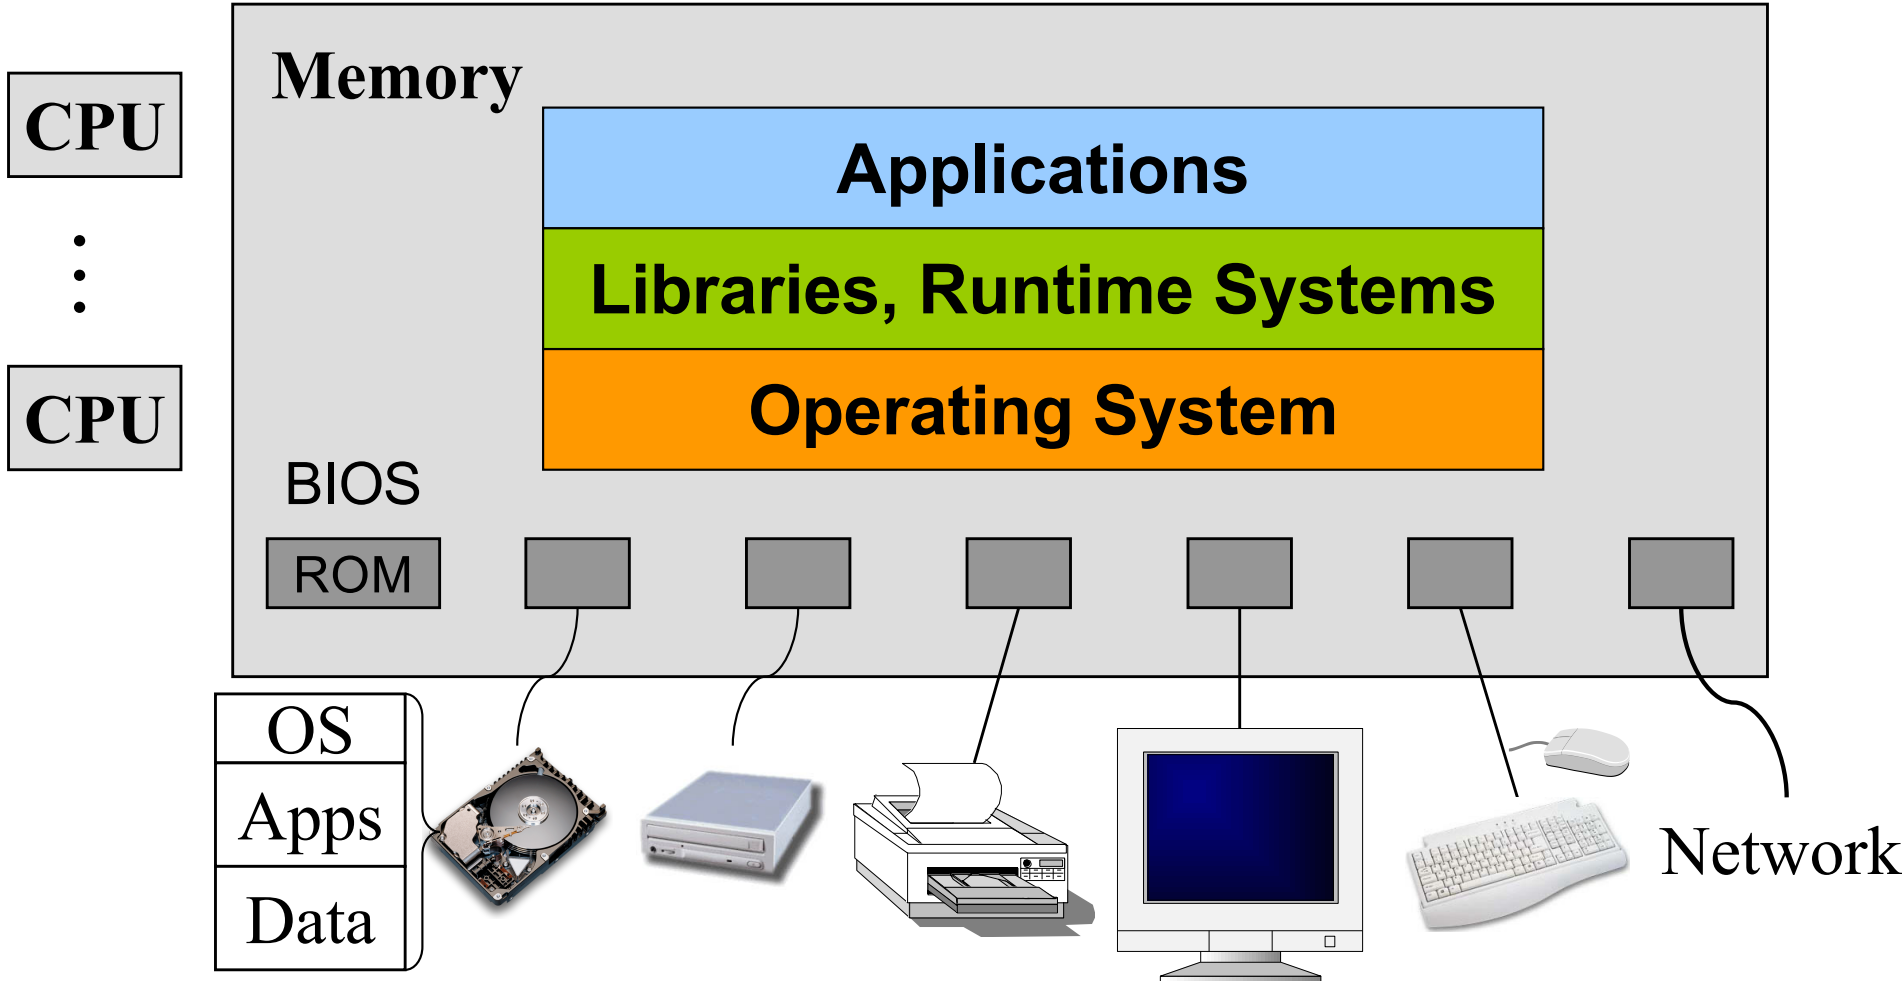 Memory
CPU
Applications
Libraries, Runtime Systems
Operating System
CPU
BIOS
ROM
OS
Apps
Data
Network